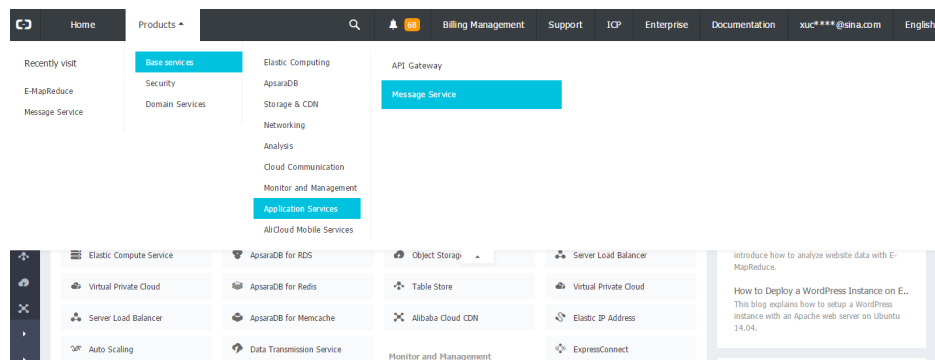 Home
Products
68
Billing Management
Support
ICP
Enterprise
Documentation
xuc****@sina.com
English
Recently visit
E-MapReduce
Message Service
Base services
Security
Domain Services
Elastic Computing
ApsaraDB
Storage & CDN
Networking
Analysis
Cloud Communication
Monitor and Management
Application Services
AliCloud Mobile Services
API Gateway
Message Service
Elastic Compute Service
ApsaraDB for RDS
Object Storage
Server Load Balancer
Virtual Private Cloud
ApsaraDB for Redis
Table Store
Virtual Private Cloud
Server Load Balancer
ApsaraDB for Memcache
Alibaba Cloud CDN
Elastic IP Address
Auto Scaling
Data Transmission Service
Monitor and Management
ExpressConnect
introduce how to analyze website data with E-
MapReduce.
How to Deploy a WordPress Instance on E..
This blog explains how to setup a WordPress
instance with an Apache web server on Ubuntu
14.04.